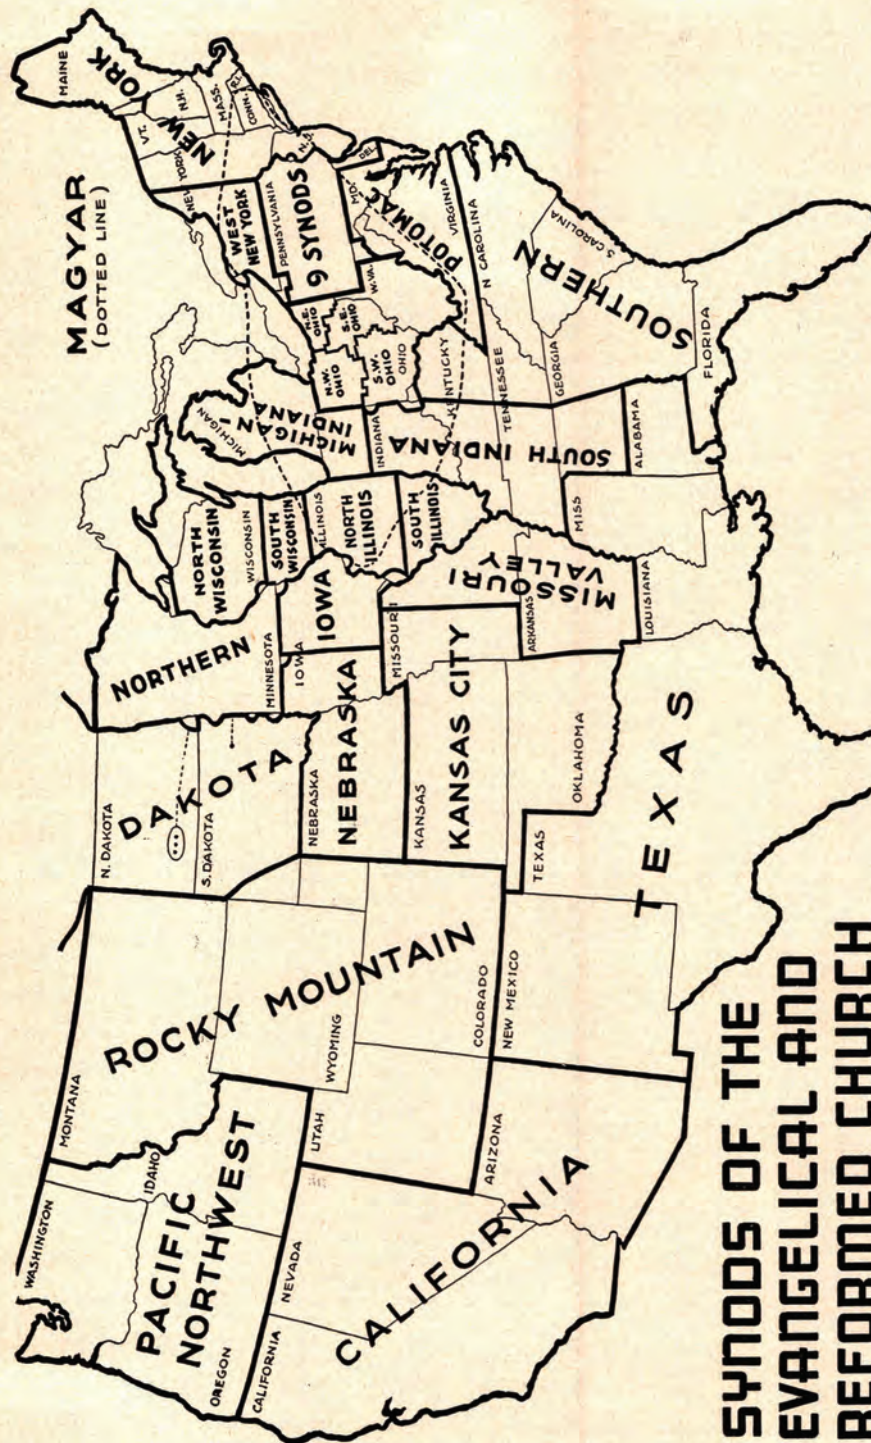 MAGYAR
(DOTTED LINE)
WASHINGTON
MONTANA
N. DAKOTA
MINNESOTA
WISCONSIN
MICHIGAN
MAINE
VT.
N.H.
MASS.
R.I.
CONN.
NEW YORK
NEW YORK
WEST
NEW YORK
PENNSYLVANIA
9 SYNODS
N.J.
DEL.
MD.
W. VA.
VIRGINIA
POTOMAC
N.E.
OHIO
S.E.
OHIO
N.W.
OHIO
S.W.
OHIO
OHIO
MICHIGAN-
INDIANA
INDIANA
SOUTH INDIANA
KENTUCKY
TENNESSEE
N CAROLINA
S. CAROLINA
GEORGIA
SOUTHERN
FLORIDA
ALABAMA
MISS
NORTH
WISCONSIN
SOUTH
WISCONSIN
ILLINOIS
NORTH
ILLINOIS
SOUTH
ILLINOIS
NORTHERN
IOWA
IOWA
MISSOURI
MISSOURI
VALLEY
ARKANSAS
LOUISIANA
DAKOTA
S. DAKOTA
NEBRASKA
NEBRASKA
KANSAS
KANSAS CITY
OKLAHOMA
TEXAS
TEXAS
ROCKY MOUNTAIN
WYOMING
COLORADO
NEW MEXICO
PACIFIC
NORTHWEST
IDAHO
OREGON
UTAH
NEVADA
ARIZONA
CALIFORNIA
CALIFORNIA
SYNODS OF THE
EVANGELICAL AND
REFORMED CHURCH